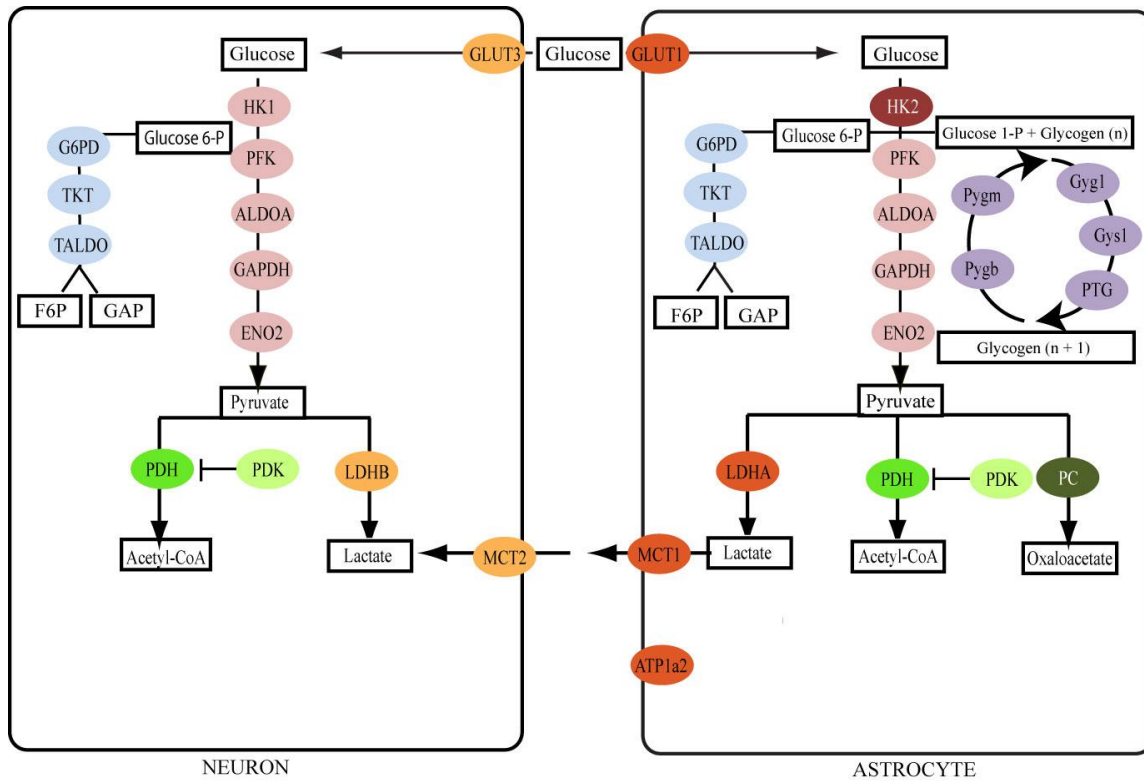 Glucose
GLUT3
Glucose
GLUT1
Glucose
HK1
Glucose 6-P
G6PD
PFK
TKT
ALDOA
TALDO
GAPDH
F6P
GAP
ENO2
Pyruvate
PDH
PDK
LDHB
Acetyl-CoA
Lactate
MCT2
NEURON
HK2
G6PD
Glucose 6-P
Glucose 1-P + Glycogen (n)
PFK
TKT
ALDOA
TALDO
GAPDH
F6P
GAP
ENO2
Pygm
Gyg1
Gys1
Pygb
PTG
Glycogen (n + 1)
Pyruvate
LDHA
PDH
PDK
PC
MCT1
Lactate
Acetyl-CoA
Oxaloacetate
ATP1a2
ASTROCYTE